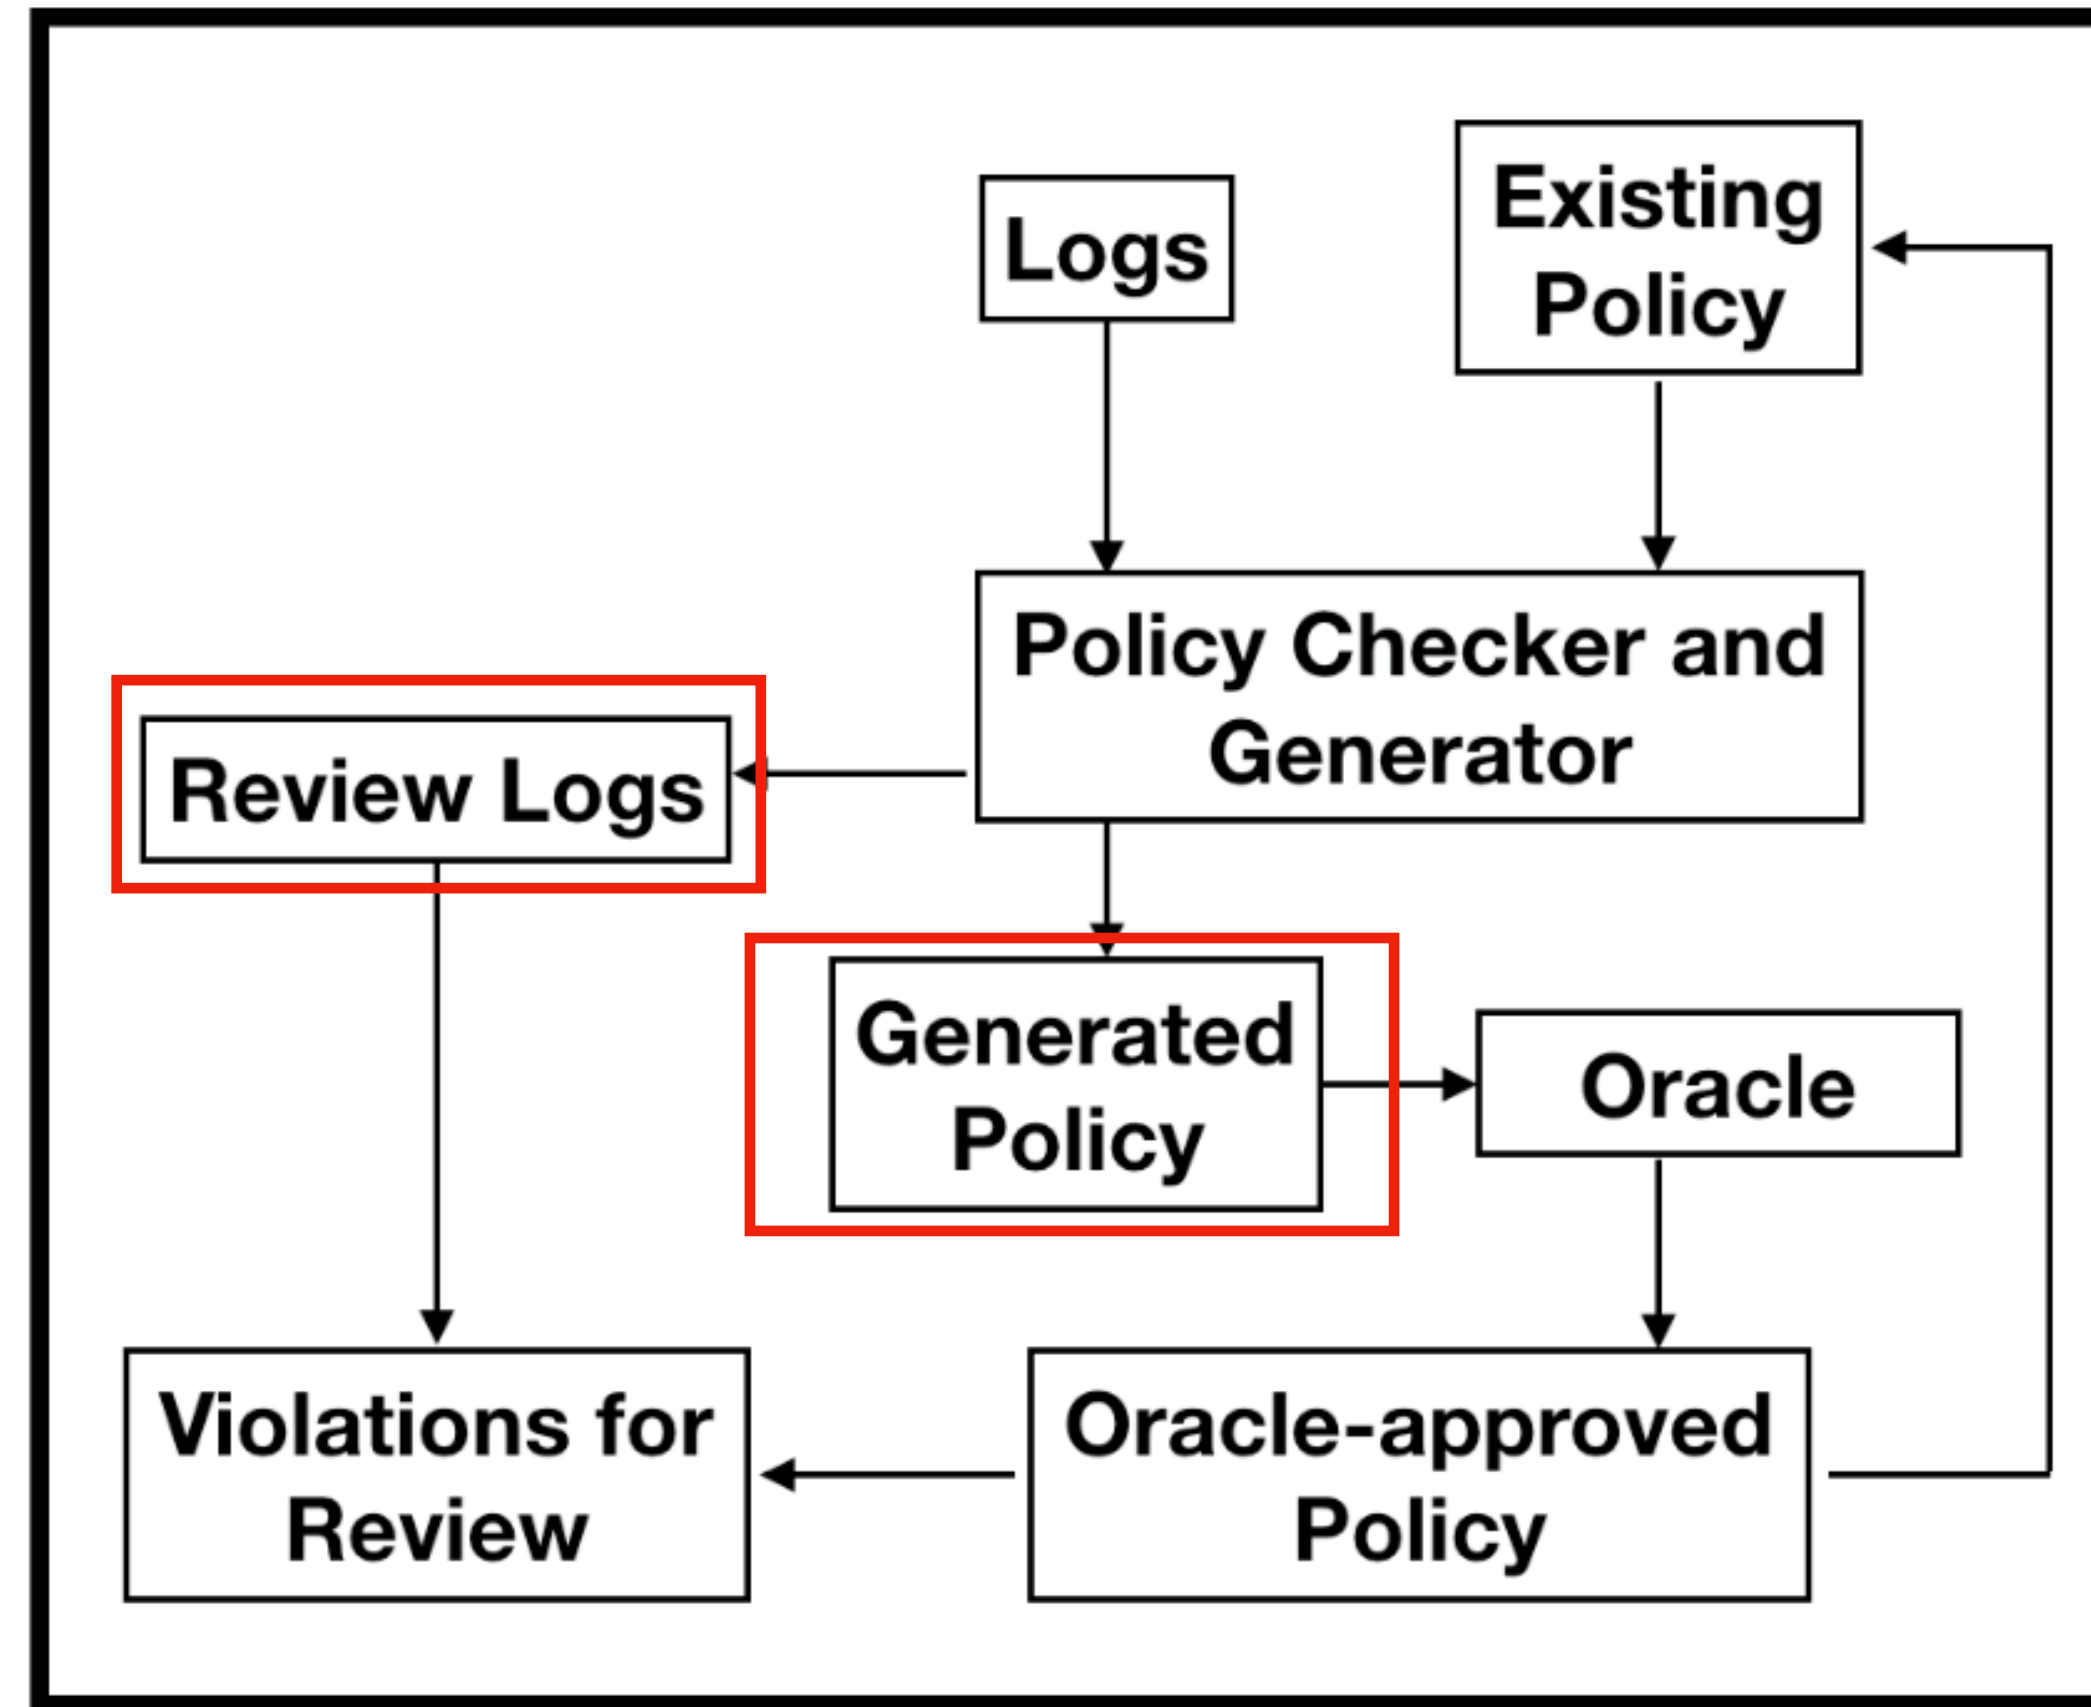 Logs
Existing
Policy
Policy Checker and
Generator
Review Logs
Generated
Policy
Oracle
Violations for
Review
Oracle-approved
Policy